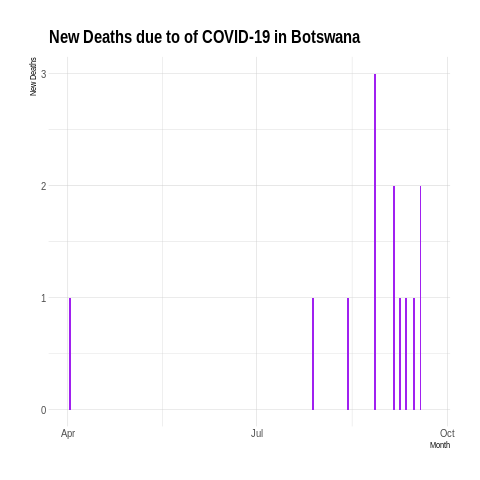 New Deaths due to of COVID-19 in Botswana
New Deaths
3
2
1
0
Apr Jul Oct
Month